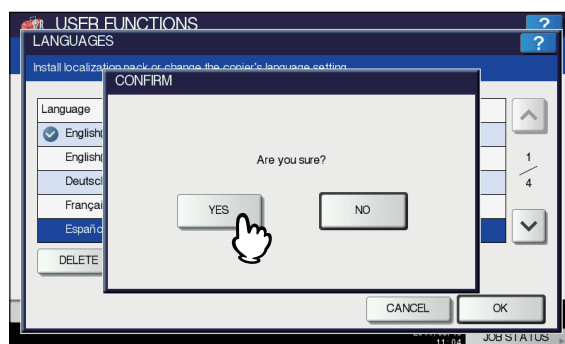 USER FUNCTIONS
?
LANGUAGES
?
Install localization pack or change the copier's language setting
CONFIRM
Language
English(
English(
Are you sure?
1
4
Deutsch
Françai
YES
NO
Españo
DELETE
CANCEL
OK
11:04
JOB STATUS